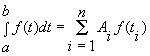 ∫_a^b f(t)dt = ∑_{i = 1}^n A_i f(t_i)